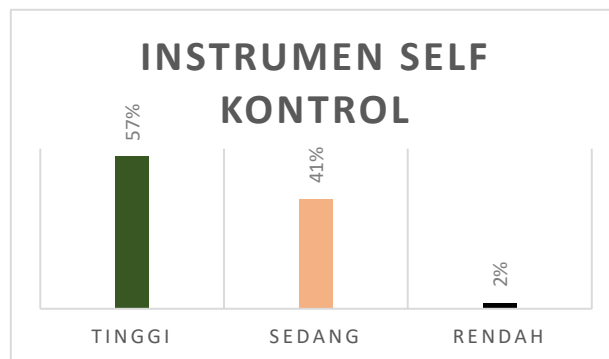 INSTRUMEN SELF
KONTROL
57%
41%
2%
TINGGI
SEDANG
RENDAH